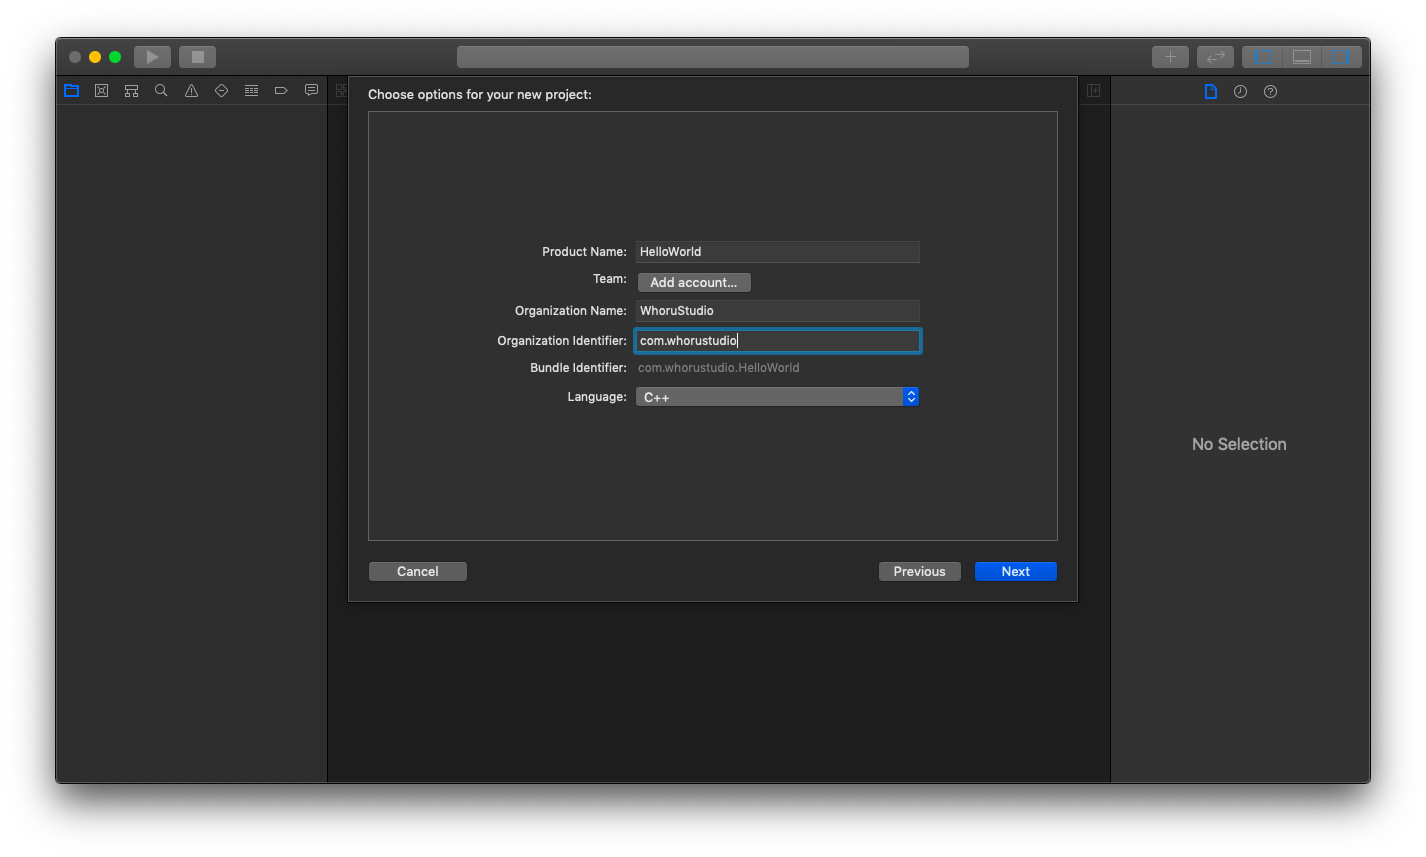 Choose options for your new project:
Product Name: HelloWorld
Team: Add account...
Organization Name: WhoruStudio
Organization Identifier: com.whorustudio
Bundle Identifier: com.whorustudio.HelloWorld
Language: C++
No Selection
Cancel Previous Next